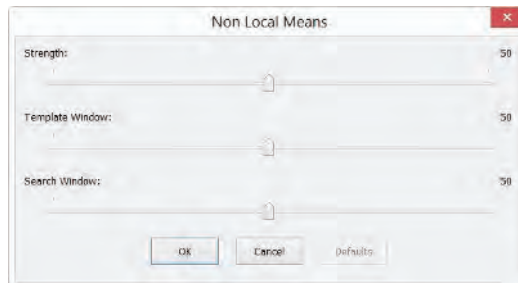 Non Local Means
Strength: 50
Template Window: 50
Search Window: 50
OK Cancel Defaults